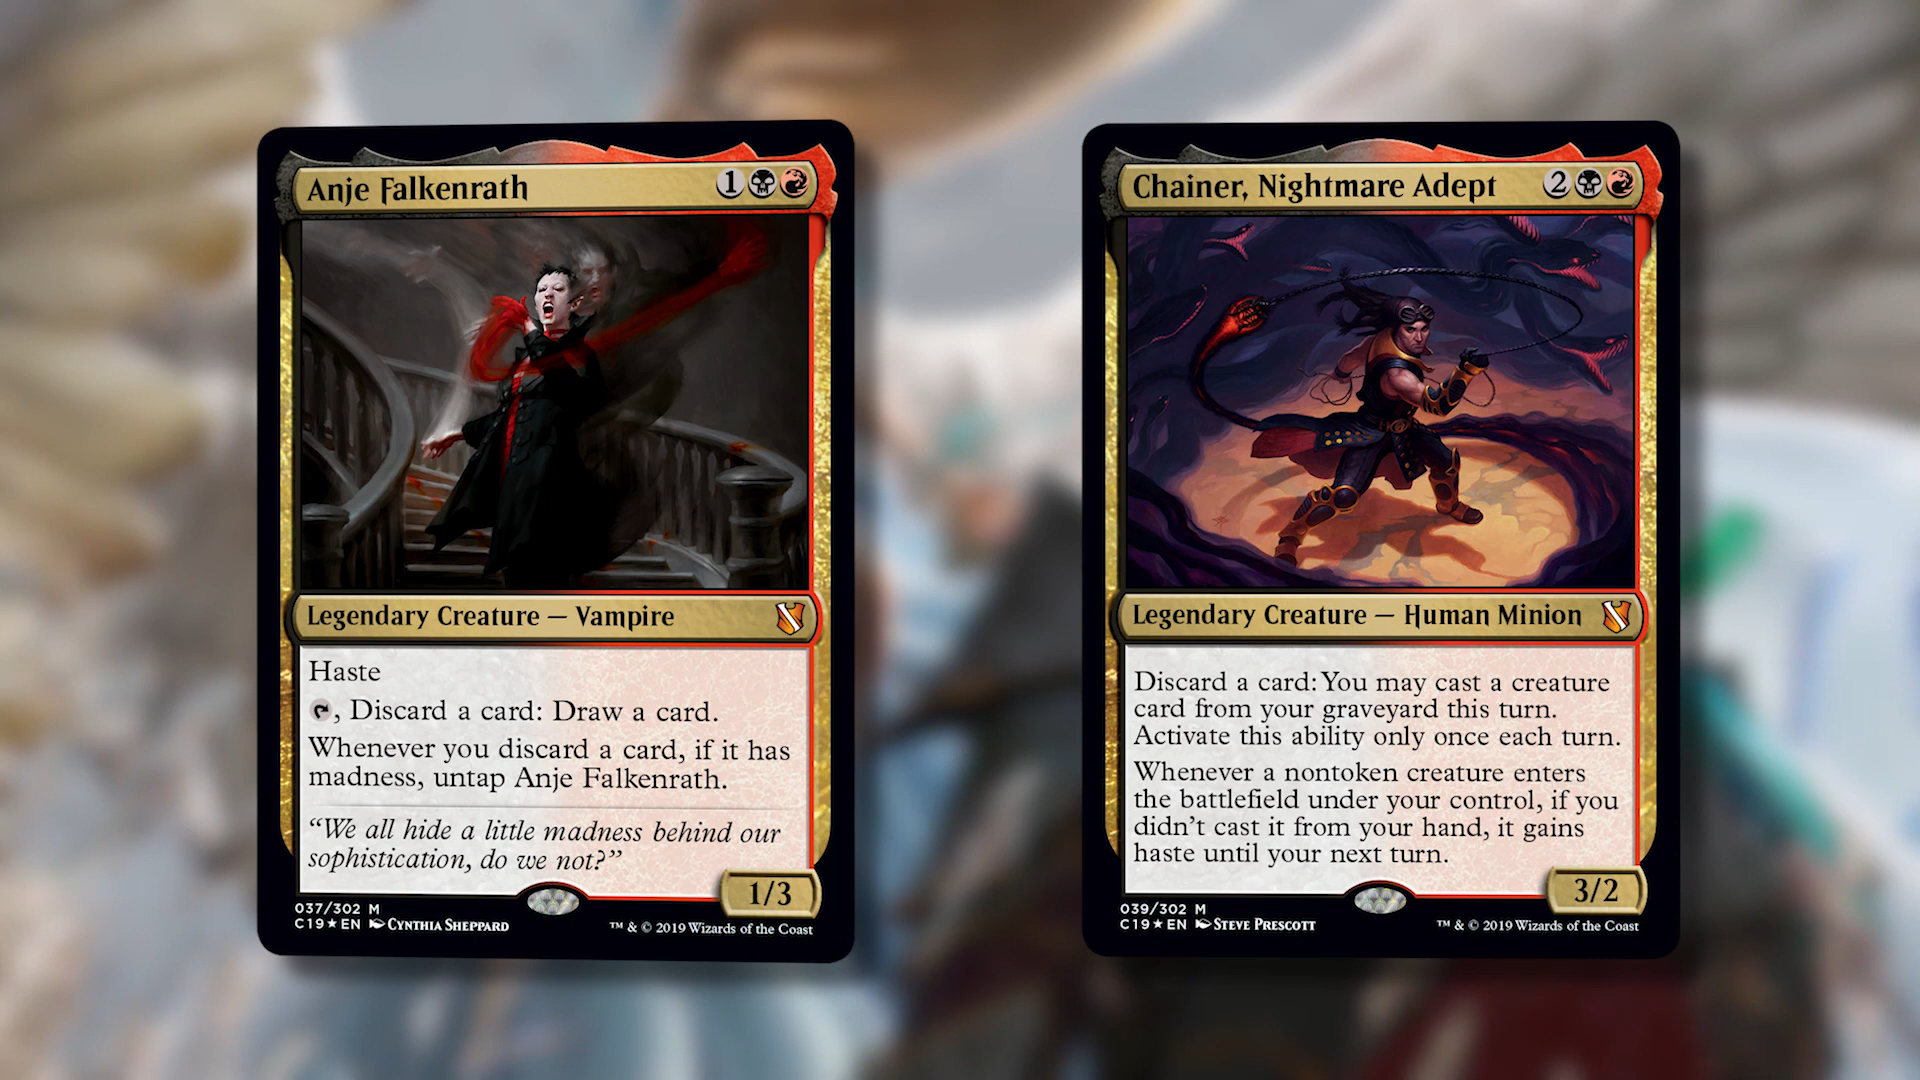 Anje Falkenrath 1
Legendary Creature — Vampire
Haste
, Discard a card: Draw a card.
Whenever you discard a card, if it has
madness, untap Anje Falkenrath.
“We all hide a little madness behind our
sophistication, do we not?”
1/3
037/302 M
C19★EN Cynthia Sheppard
™ & © 2019 Wizards of the Coast
Chainer, Nightmare Adept 2
Legendary Creature — Human Minion
Discard a card: You may cast a creature
card from your graveyard this turn.
Activate this ability only once each turn.
Whenever a nontoken creature enters
the battlefield under your control, if you
didn't cast it from your hand, it gains
haste until your next turn.
3/2
039/302 M
C19★EN Steve Prescott
™ & © 2019 Wizards of the Coast